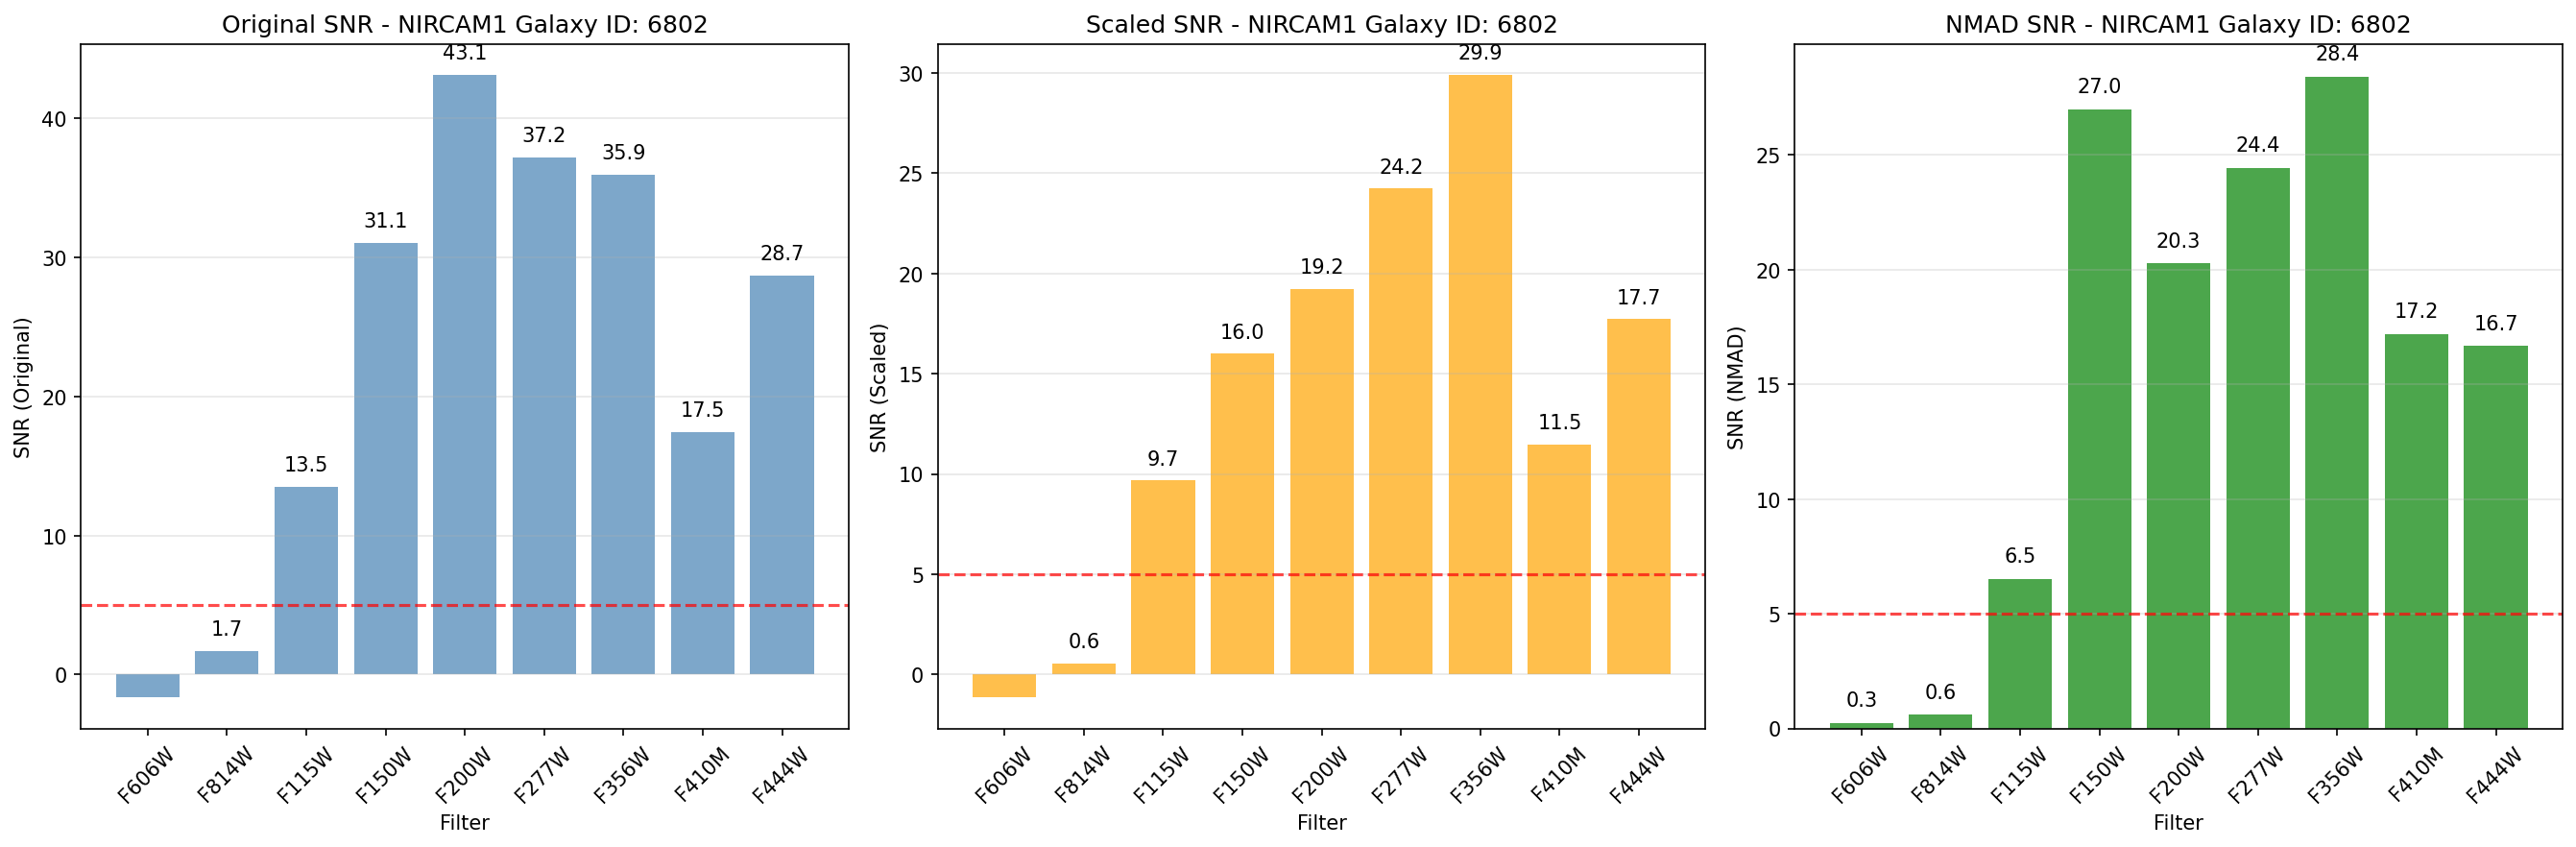 Original SNR - NIRCAM1 Galaxy ID: 6802
SNR (Original)
40
30
20
10
0
1.7
13.5
31.1
43.1
37.2
35.9
17.5
28.7
F606W
F814W
F115W
F150W
F200W
F277W
F356W
F410M
F444W
Filter
Scaled SNR - NIRCAM1 Galaxy ID: 6802
SNR (Scaled)
30
25
20
15
10
5
0
0.6
9.7
16.0
19.2
24.2
29.9
11.5
17.7
F606W
F814W
F115W
F150W
F200W
F277W
F356W
F410M
F444W
Filter
NMAD SNR - NIRCAM1 Galaxy ID: 6802
SNR (NMAD)
25
20
15
10
5
0
0.3
0.6
6.5
27.0
20.3
24.4
28.4
17.2
16.7
F606W
F814W
F115W
F150W
F200W
F277W
F356W
F410M
F444W
Filter